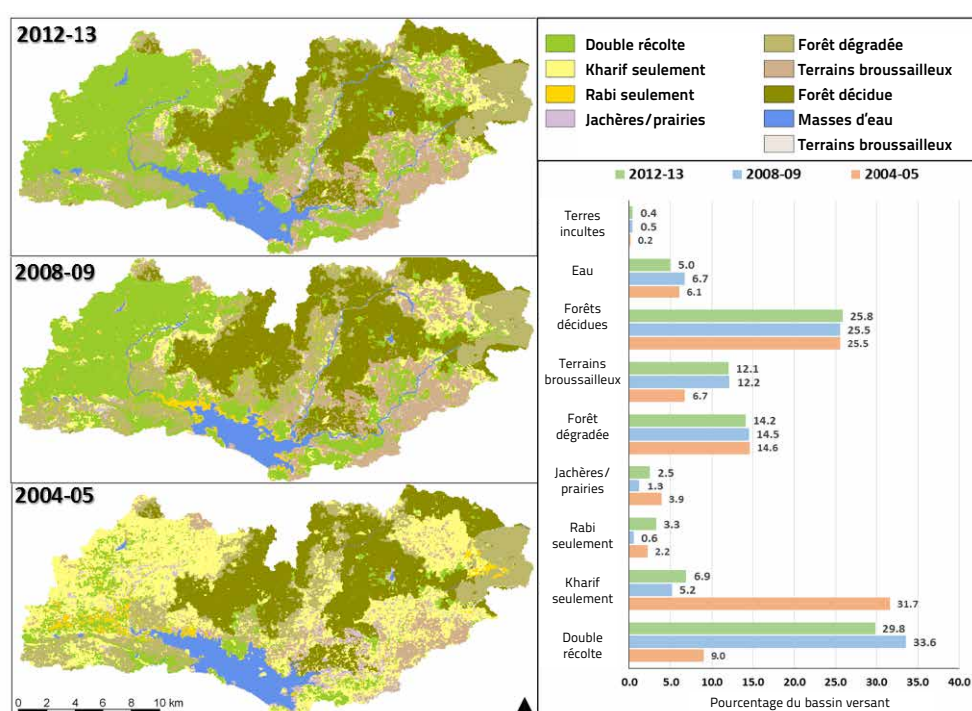 2012-13
2008-09
2004-05
0 2 4 6 8 10 km
Double récolte
Kharif seulement
Rabi seulement
Jachères/prairies
Forêt dégradée
Terrains broussailleux
Forêt décidue
Masses d'eau
Terrains broussailleux
2012-13 2008-09 2004-05
Terres
incultes
0.4
0.5
0.2
Eau
5.0
6.7
6.1
Forêts
décidues
25.8
25.5
25.5
Terrains
broussailleux
12.1
12.2
6.7
Forêt
dégradée
14.2
14.5
14.6
Jachères/
prairies
2.5
1.3
3.9
Rabi
seulement
3.3
0.6
2.2
Kharif
seulement
6.9
5.2
31.7
Double
récolte
29.8
33.6
9.0
0.0 5.0 10.0 15.0 20.0 25.0 30.0 35.0 40.0
Pourcentage du bassin versant